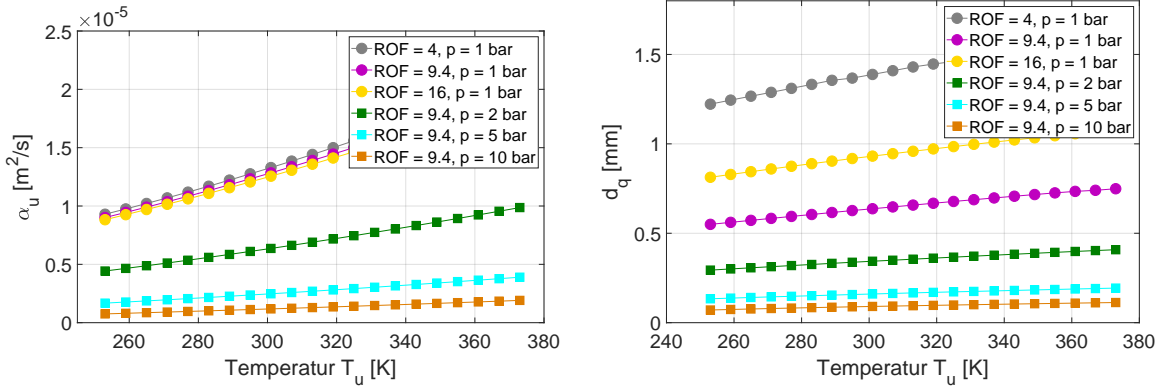 ×10⁻⁵
2.5
2
1.5
1
0.5
0
α_u [m²/s]
260 280 300 320 340 360 380
Temperatur T_u [K]
ROF = 4, p = 1 bar
ROF = 9.4, p = 1 bar
ROF = 16, p = 1 bar
ROF = 9.4, p = 2 bar
ROF = 9.4, p = 5 bar
ROF = 9.4, p = 10 bar
1.5
1
0.5
0
d_q [mm]
240 260 280 300 320 340 360 380
Temperatur T_u [K]
ROF = 4, p = 1 bar
ROF = 9.4, p = 1 bar
ROF = 16, p = 1 bar
ROF = 9.4, p = 2 bar
ROF = 9.4, p = 5 bar
ROF = 9.4, p = 10 bar